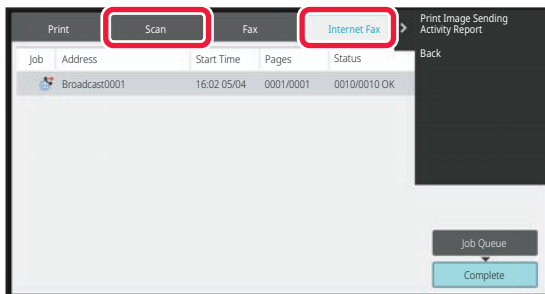 Print Scan Fax Internet Fax
Print Image Sending
Activity Report
Back
Job Address Start Time Pages Status
Broadcast0001 16:02 05/04 0001/0001 0010/0010 OK
Job Queue
Complete